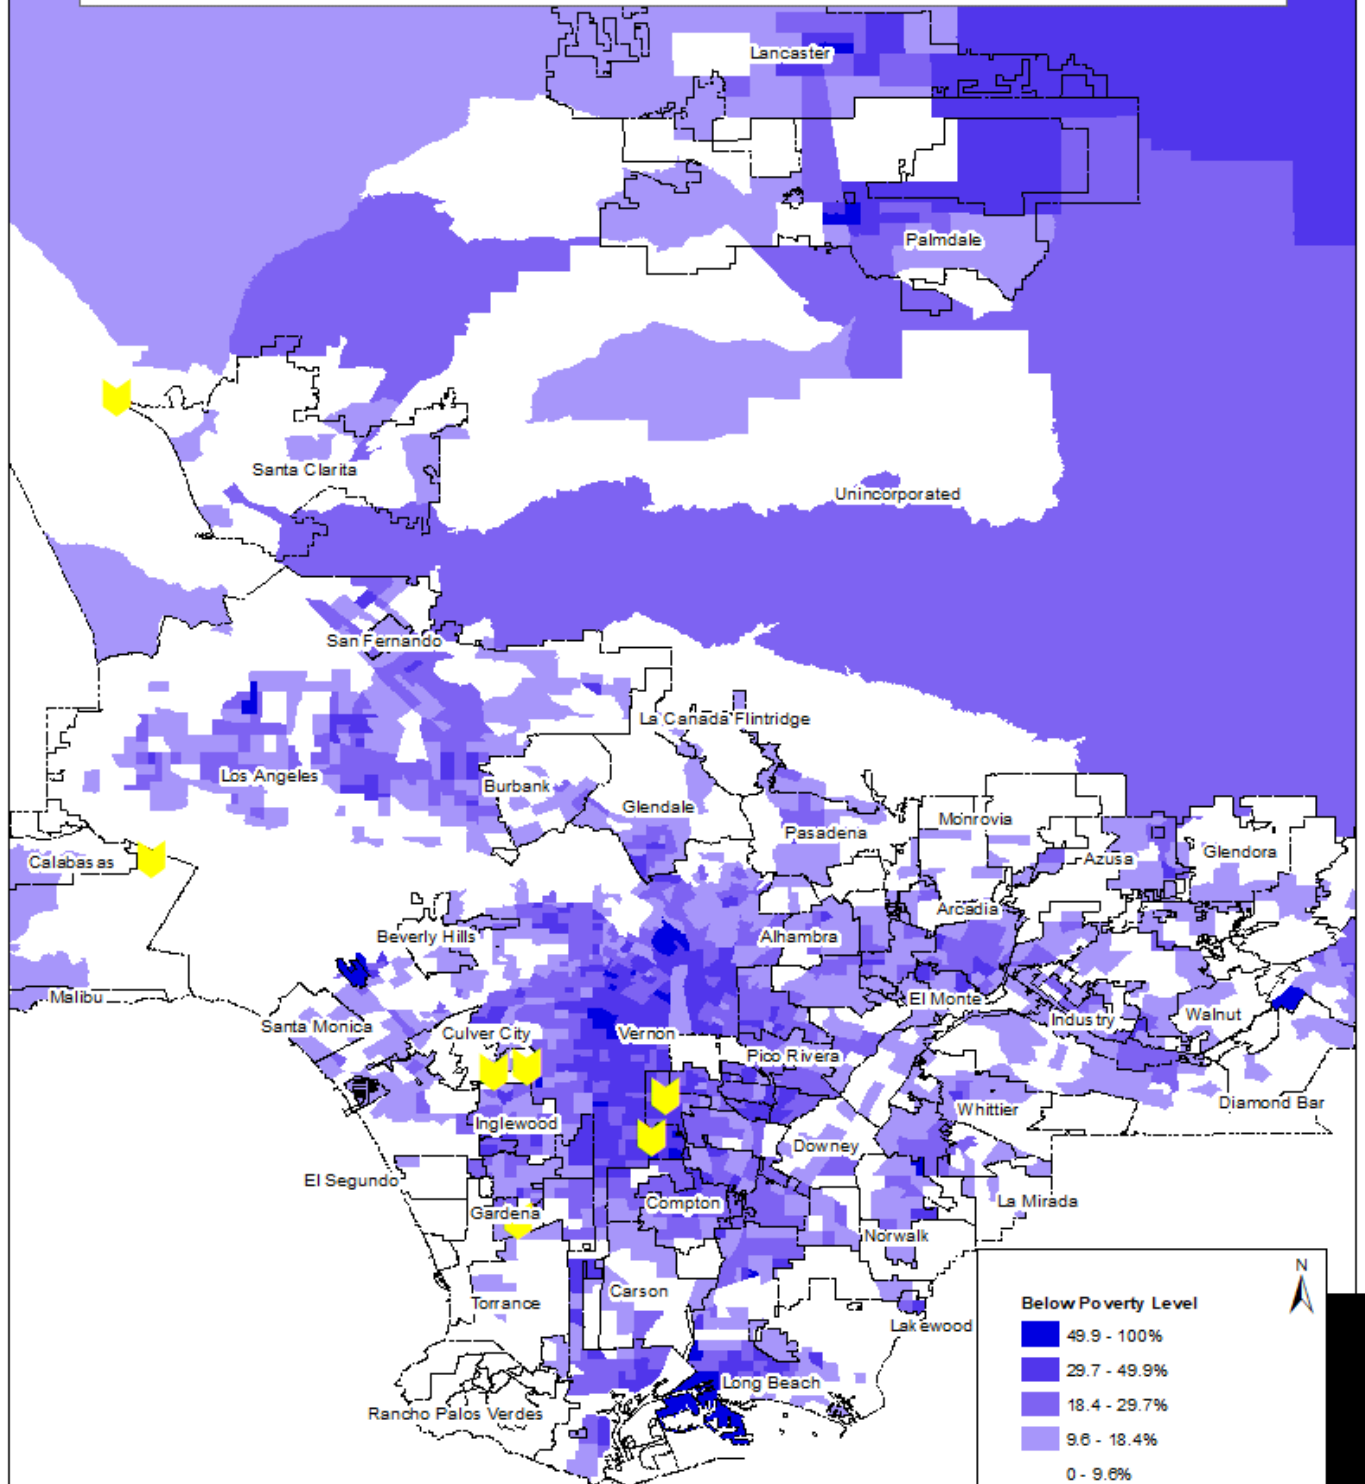 Lancaster
Palmdale
Santa Clarita
Unincorporated
San Fernando
La Canada Flintridge
Los Angeles
Burbank
Glendale
Pasadena
Monrovia
Azusa
Glendora
Calabasas
Arcadia
Beverly Hills
Alhambra
Malibu
El Monte
Santa Monica
Culver City
Vernon
Industry
Walnut
Pico Rivera
Whittier
Diamond Bar
Inglewood
Downey
El Segundo
Compton
La Mirada
Gardena
Norwalk
Carson
Torrance
Lakewood
Long Beach
Rancho Palos Verdes
N
Below Poverty Level
49.9 - 100%
29.7 - 49.9%
18.4 - 29.7%
9.6 - 18.4%
0 - 9.6%